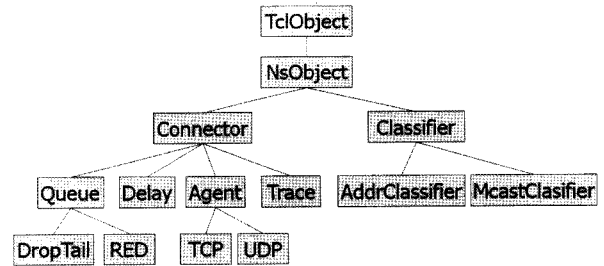 TclObject
NsObject
Connector Classifier
Queue Delay Agent Trace AddrClassifier McastClasifier
DropTail RED TCP UDP